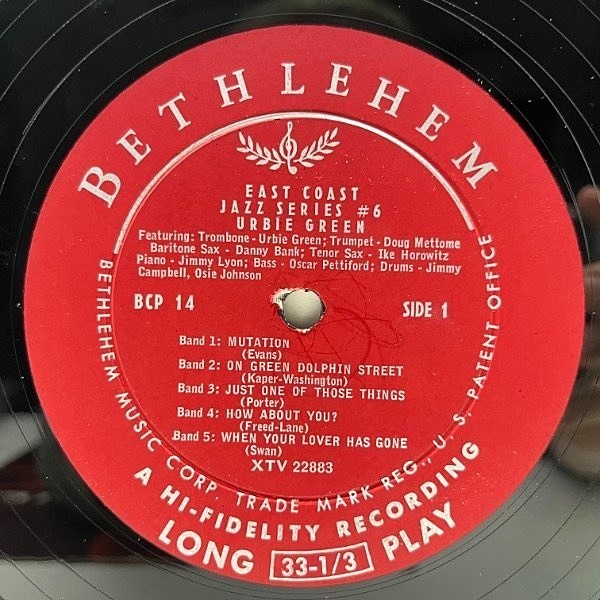 BETHLEHEM
EAST COAST
JAZZ SERIES #6
URBIE GREEN
Featuring: Trombone-Urbie Green; Trumpet-Doug Mettome
Baritone Sax - Danny Bank; Tenor Sax - Ike Horowitz
Piano - Jimmy Lyon; Bass - Oscar Pettiford; Drums - Jimmy
Campbell, Osie Johnson
BCP 14
SIDE 1
Band 1: MUTATION
(Evans)
Band 2: ON GREEN DOLPHIN STREET
(Kaper-Washington)
Band 3: JUST ONE OF THOSE THINGS
(Porter)
Band 4: HOW ABOUT YOU?
(Freed-Lane)
Band 5: WHEN YOUR LOVER HAS GONE
(Swan)
XTV 22883
BETHLEHEM MUSIC CORP. TRADE MARK REG., U. S. PATENT OFFICE
A HI-FIDELITY RECORDING
LONG 33-1/3 PLAY